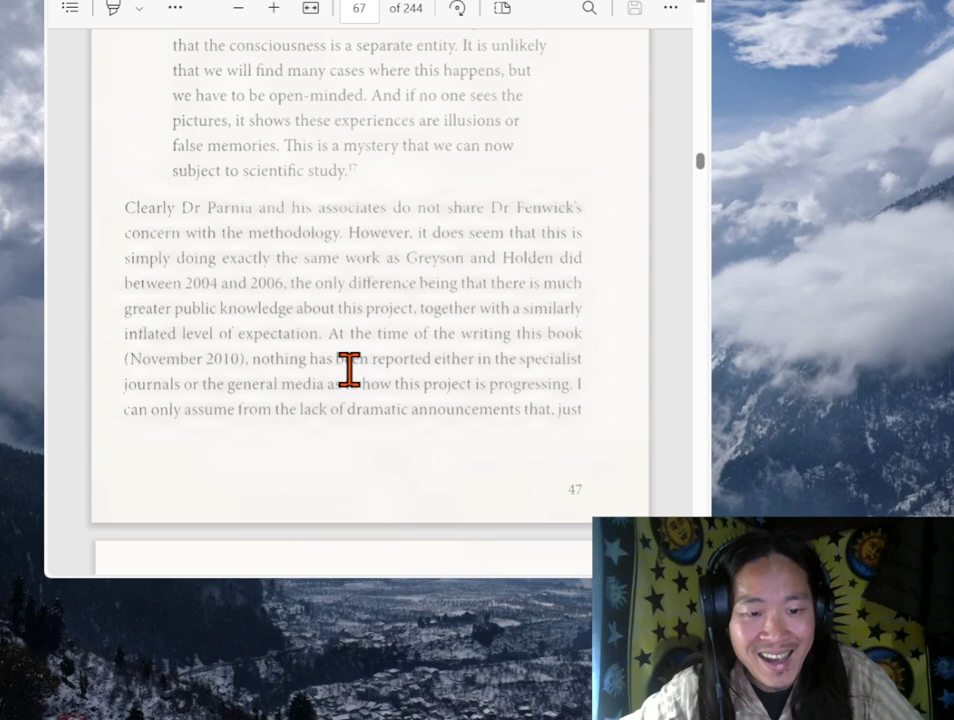 67 of 244
that the consciousness is a separate entity. It is unlikely
that we will find many cases where this happens, but
we have to be open-minded. And if no one sees the
pictures, it shows these experiences are illusions or
false memories. This is a mystery that we can now
subject to scientific study.17
Clearly Dr Parnia and his associates do not share Dr Fenwick's
concern with the methodology. However, it does seem that this is
simply doing exactly the same work as Greyson and Holden did
between 2004 and 2006, the only difference being that there is much
greater public knowledge about this project, together with a similarly
inflated level of expectation. At the time of the writing this book
(November 2010), nothing has been reported either in the specialist
journals or the general media as how this project is progressing. I
can only assume from the lack of dramatic announcements that, just
47